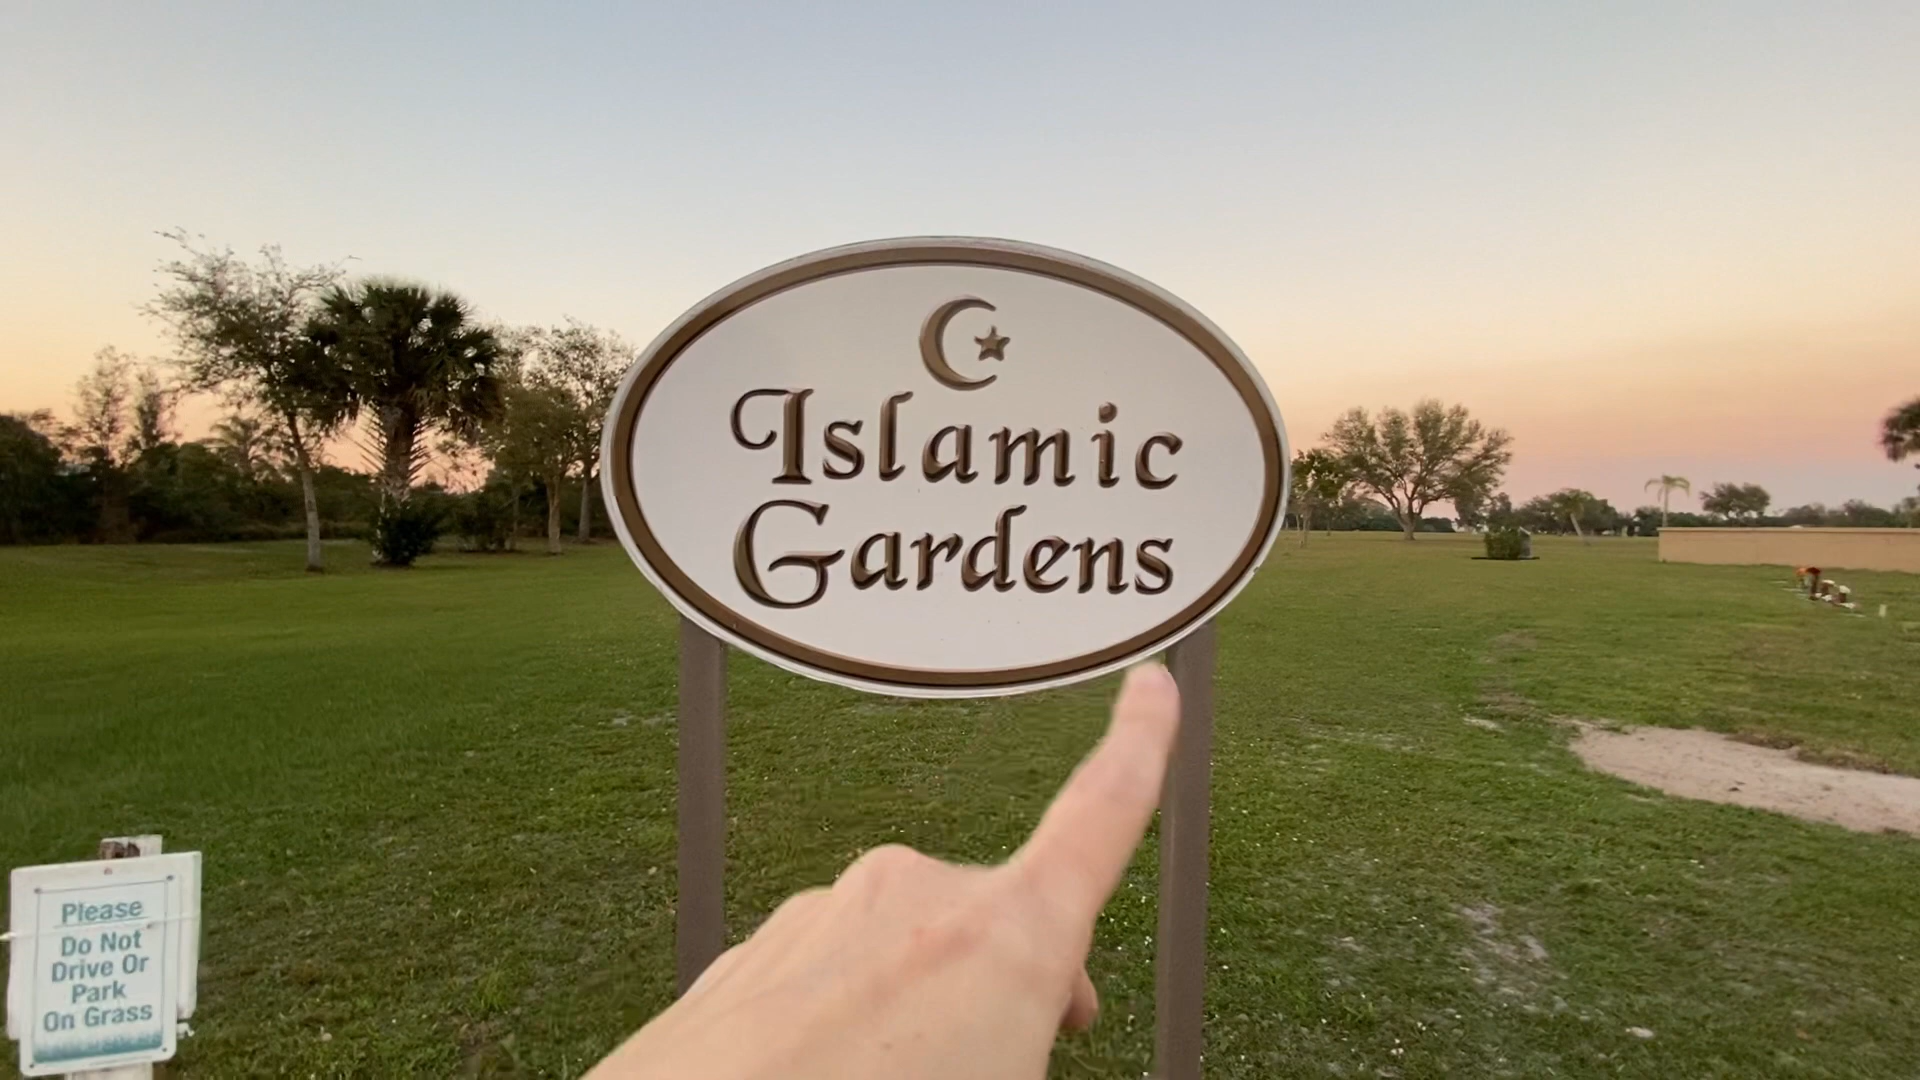 Islamic
Gardens
Please
Do Not
Drive Or
Park
On Grass